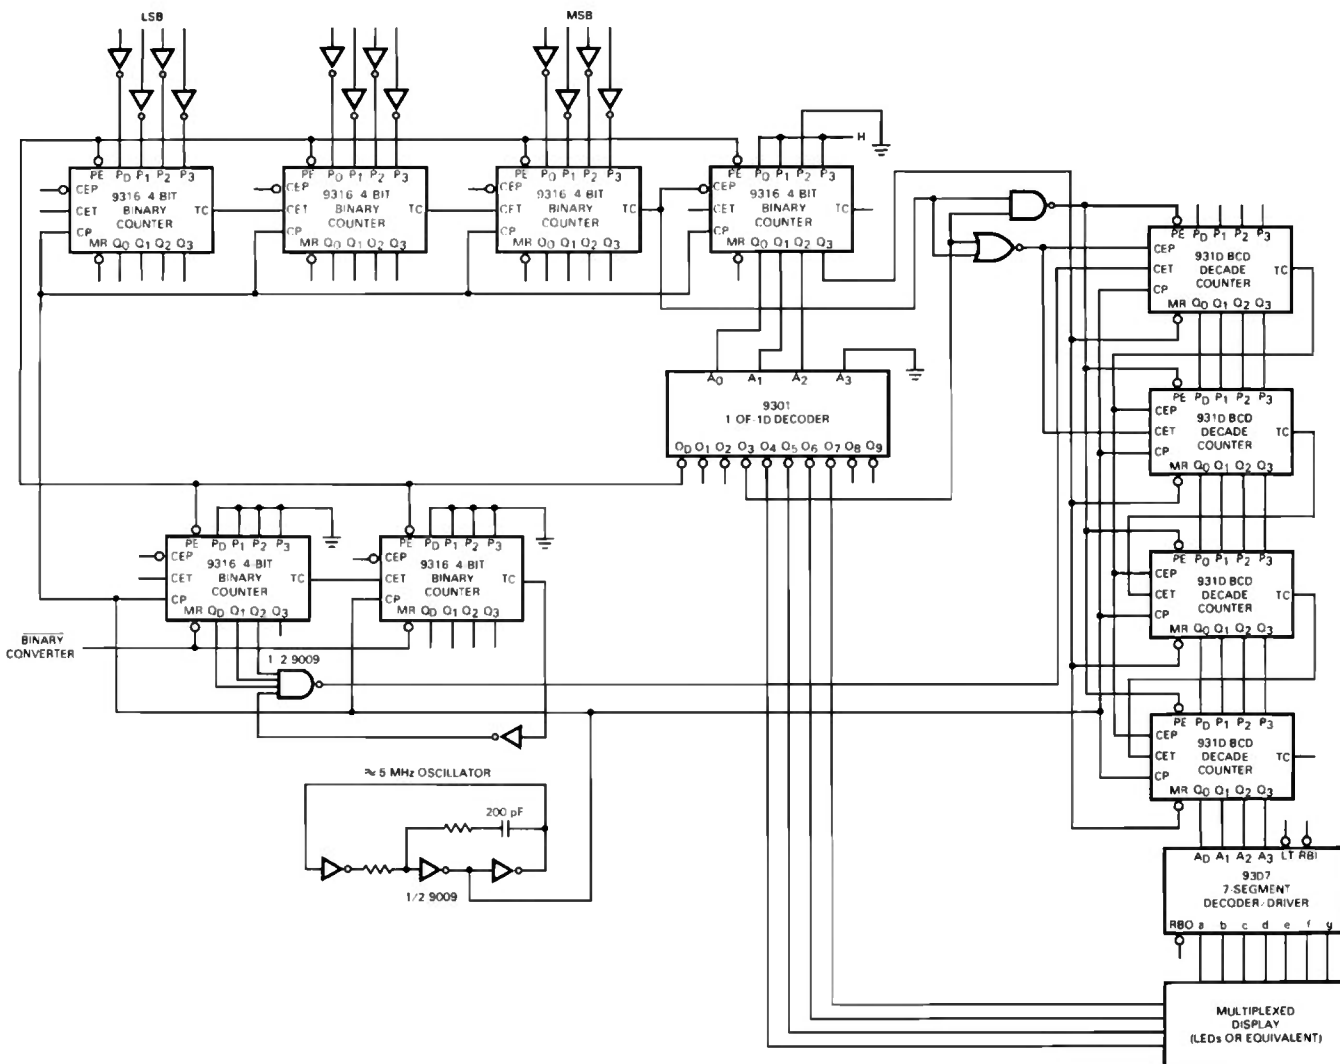 LSB
MSB
PE P0 P1 P2 P3
CEP
9316 4 BIT
BINARY
COUNTER
CET
TC
CP
MR Q0 Q1 Q2 Q3
PE P0 P1 P2 P3
CEP
9316 4 BIT
BINARY
COUNTER
CET
TC
CP
MR Q0 Q1 Q2 Q3
PE P0 P1 P2 P3
CEP
9316 4 BIT
BINARY
COUNTER
CET
TC
CP
MR Q0 Q1 Q2 Q3
H
PE P0 P1 P2 P3
CEP
9316 4 BIT
BINARY
COUNTER
CET
TC
CP
MR Q0 Q1 Q2 Q3
PE P0 P1 P2 P3
CEP
931D BCD
DECADE
COUNTER
CET
TC
CP
MR Q0 Q1 Q2 Q3
A0 A1 A2 A3
9301
1 OF-1D DECODER
O0 O1 O2 O3 O4 O5 O6 O7 O8 O9
PE P0 P1 P2 P3
CEP
931D BCD
DECADE
COUNTER
CET
TC
CP
MR Q0 Q1 Q2 Q3
PE P0 P1 P2 P3
CEP
9316 4-BIT
BINARY
COUNTER
CET
TC
CP
MR Q0 Q1 Q2 Q3
PE P0 P1 P2 P3
CEP
9316 4-BIT
BINARY
COUNTER
CET
TC
CP
MR Q0 Q1 Q2 Q3
PE P0 P1 P2 P3
CEP
931D BCD
DECADE
COUNTER
CET
TC
CP
MR Q0 Q1 Q2 Q3
BINARY
CONVERTER
1 2 9009
PE P0 P1 P2 P3
CEP
931D BCD
DECADE
COUNTER
CET
TC
CP
MR Q0 Q1 Q2 Q3
≈ 5 MHz OSCILLATOR
200 pF
1/2 9009
A0 A1 A2 A3 LT RBI
93D7
7-SEGMENT
DECODER/DRIVER
RBO a b c d e f g
MULTIPLEXED
DISPLAY
(LEDs OR EQUIVALENT)